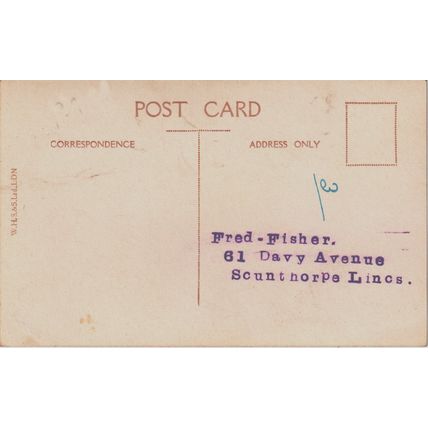 POST CARD
CORRESPONDENCE
ADDRESS ONLY
Fred-Fisher.
61 Davy Avenue
Scunthorpe Lincs.